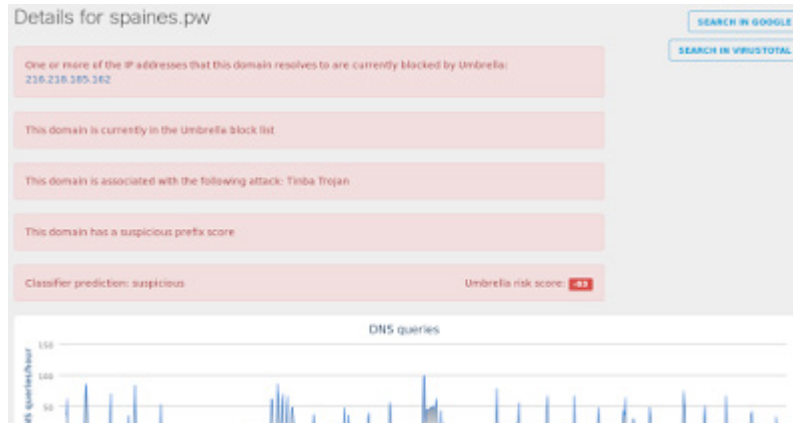 Details for spaines.pw
SEARCH IN GOOGLE
SEARCH IN VIRUSTOTAL
One or more of the IP addresses that this domain resolves to are currently blocked by Umbrella:
216.218.185.162
This domain is currently in the Umbrella block list
This domain is associated with the following attack: Tinba Trojan
This domain has a suspicious prefix score
Classifier prediction: suspicious Umbrella risk score: -83
DNS queries
150
100
50
queries/hour